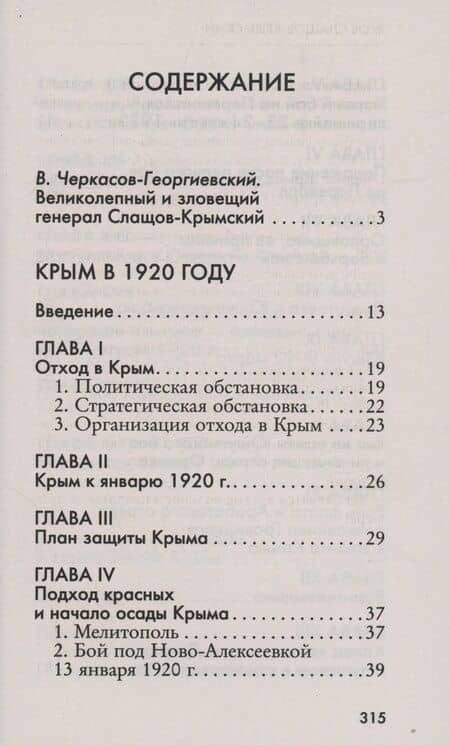 СОДЕРЖАНИЕ
В. Черкасов-Георгиевский.
Великолепный и зловещий
генерал Слащов-Крымский . . . . . . . . . . 3
КРЫМ В 1920 ГОДУ
Введение . . . . . . . . . . . . . . . . . . . . . . 13
ГЛАВА I
Отход в Крым. . . . . . . . . . . . . . . . . . . 19
1. Политическая обстановка. . . . . . . 19
2. Стратегическая обстановка. . . . . . 22
3. Организация отхода в Крым . . . . 23
ГЛАВА II
Крым к январю 1920 г.. . . . . . . . . . . . 26
ГЛАВА III
План защиты Крыма . . . . . . . . . . . . . 29
ГЛАВА IV
Подход красных
и начало осады Крыма. . . . . . . . . . . . 37
1. Мелитополь . . . . . . . . . . . . . . . . 37
2. Бой под Ново-Алексеевкой
13 января 1920 г. . . . . . . . . . . . . . . 39
315